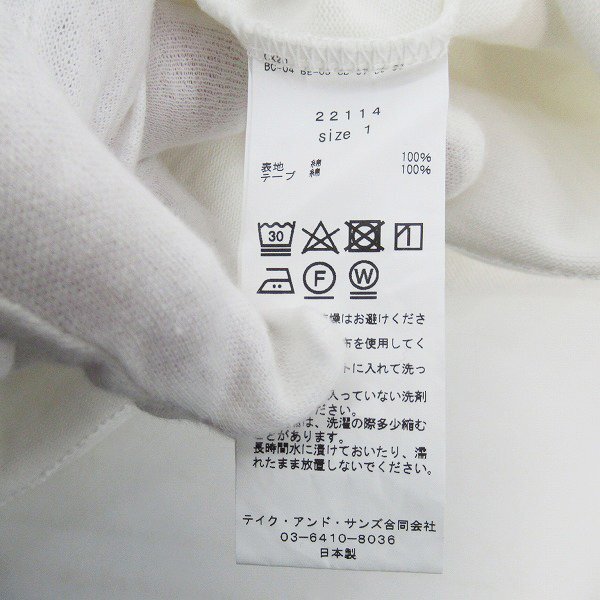 22114
size 1
表地 綿 100%
テープ 綿 100%
30
F W
燥はお避けくださ
布を使用してく
トに入れて洗っ
入っていない洗剤
ださい。
は、洗濯の際多少縮む
ことがあります。
長時間水に漬けておいたり、濡
れたまま放置しないでください。
テイク・アンド・サンズ合同会社
03-6410-8036
日本製